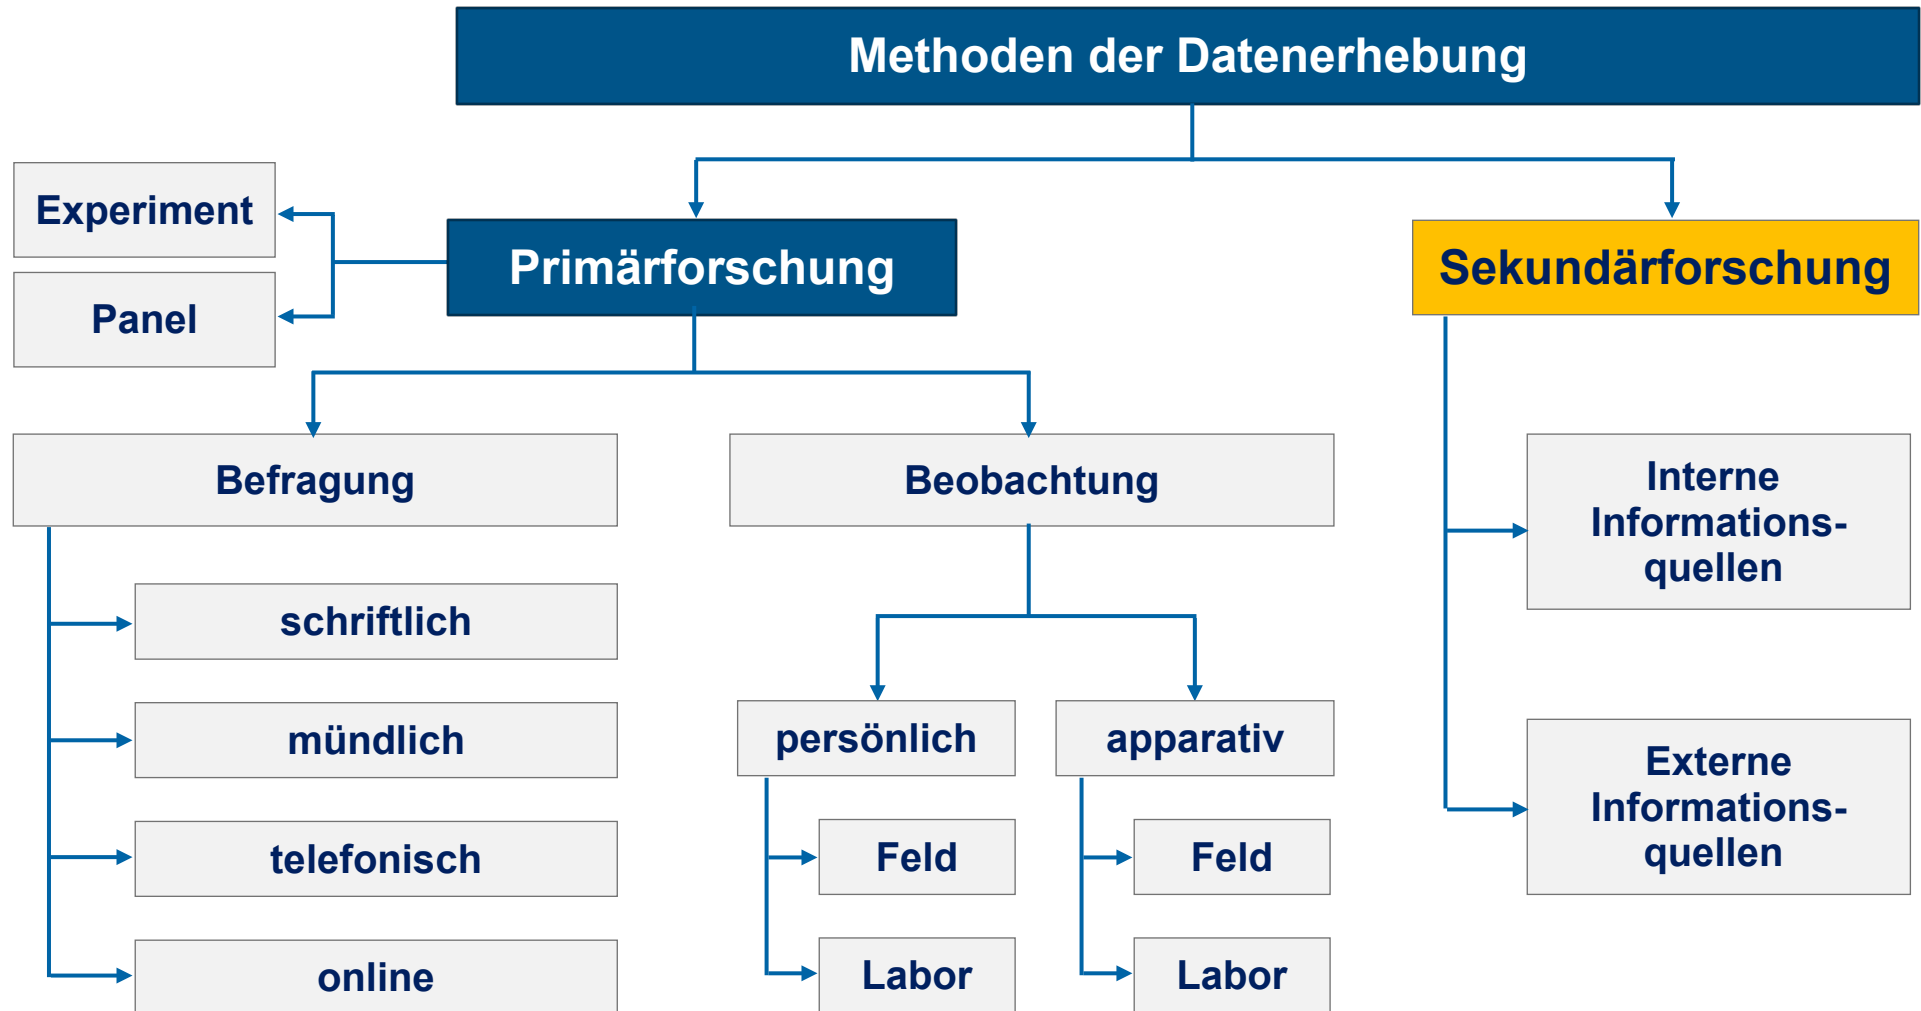 Methoden der Datenerhebung
Experiment
Panel
Primärforschung
Sekundärforschung
Befragung
schriftlich
mündlich
telefonisch
online
Beobachtung
persönlich
Feld
Labor
apparativ
Feld
Labor
Interne
Informations-
quellen
Externe
Informations-
quellen